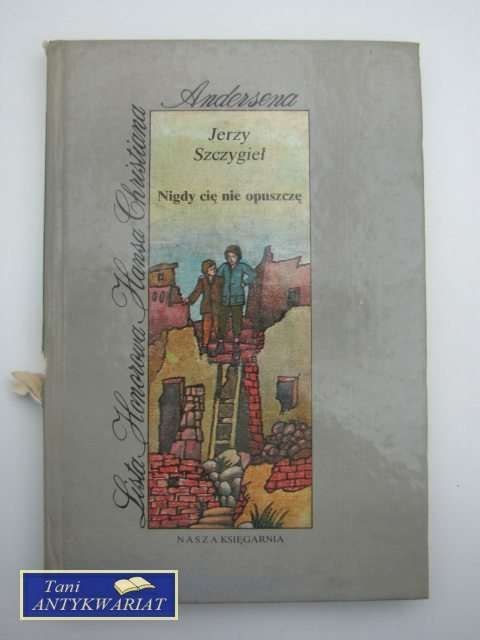 Lista Honorowa Hansa Christiana
Andersena
Jerzy
Szczygieł
Nigdy cię nie opuszczę
NASZA KSIĘGARNIA
Tani
ANTYKWARIAT